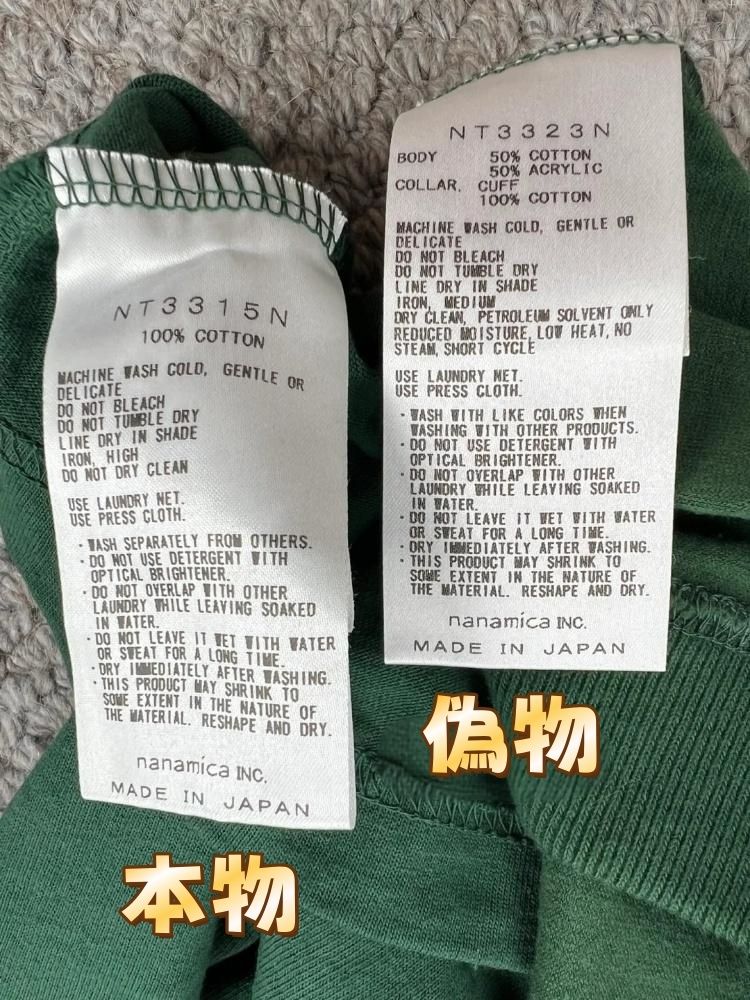 NT3315N
100% COTTON
MACHINE WASH COLD, GENTLE OR
DELICATE
DO NOT BLEACH
DO NOT TUMBLE DRY
LINE DRY IN SHADE
IRON, HIGH
DO NOT DRY CLEAN
USE LAUNDRY NET.
USE PRESS CLOTH.
・WASH SEPARATELY FROM OTHERS.
・DO NOT USE DETERGENT WITH
OPTICAL BRIGHTENER.
・DO NOT OVERLAP WITH OTHER
LAUNDRY WHILE LEAVING SOAKED
IN WATER.
・DO NOT LEAVE IT WET WITH WATER
OR SWEAT FOR A LONG TIME.
・DRY IMMEDIATELY AFTER WASHING.
・THIS PRODUCT MAY SHRINK TO
SOME EXTENT IN THE NATURE OF
THE MATERIAL. RESHAPE AND DRY.
nanamica INC.
MADE IN JAPAN
本物
NT3323N
BODY 50% COTTON
50% ACRYLIC
COLLAR, CUFF
100% COTTON
MACHINE WASH COLD, GENTLE OR
DELICATE
DO NOT BLEACH
DO NOT TUMBLE DRY
LINE DRY IN SHADE
IRON, MEDIUM
DRY CLEAN, PETROLEUM SOLVENT ONLY
REDUCED MOISTURE, LOW HEAT, NO
STEAM, SHORT CYCLE
USE LAUNDRY NET.
USE PRESS CLOTH.
・WASH WITH LIKE COLORS WHEN
WASHING WITH OTHER PRODUCTS.
・DO NOT USE DETERGENT WITH
OPTICAL BRIGHTENER.
・DO NOT OVERLAP WITH OTHER
LAUNDRY WHILE LEAVING SOAKED
IN WATER.
・DO NOT LEAVE IT WET WITH WATER
OR SWEAT FOR A LONG TIME.
・DRY IMMEDIATELY AFTER WASHING.
・THIS PRODUCT MAY SHRINK TO
SOME EXTENT IN THE NATURE OF
THE MATERIAL. RESHAPE AND DRY.
nanamica INC.
MADE IN JAPAN
偽物